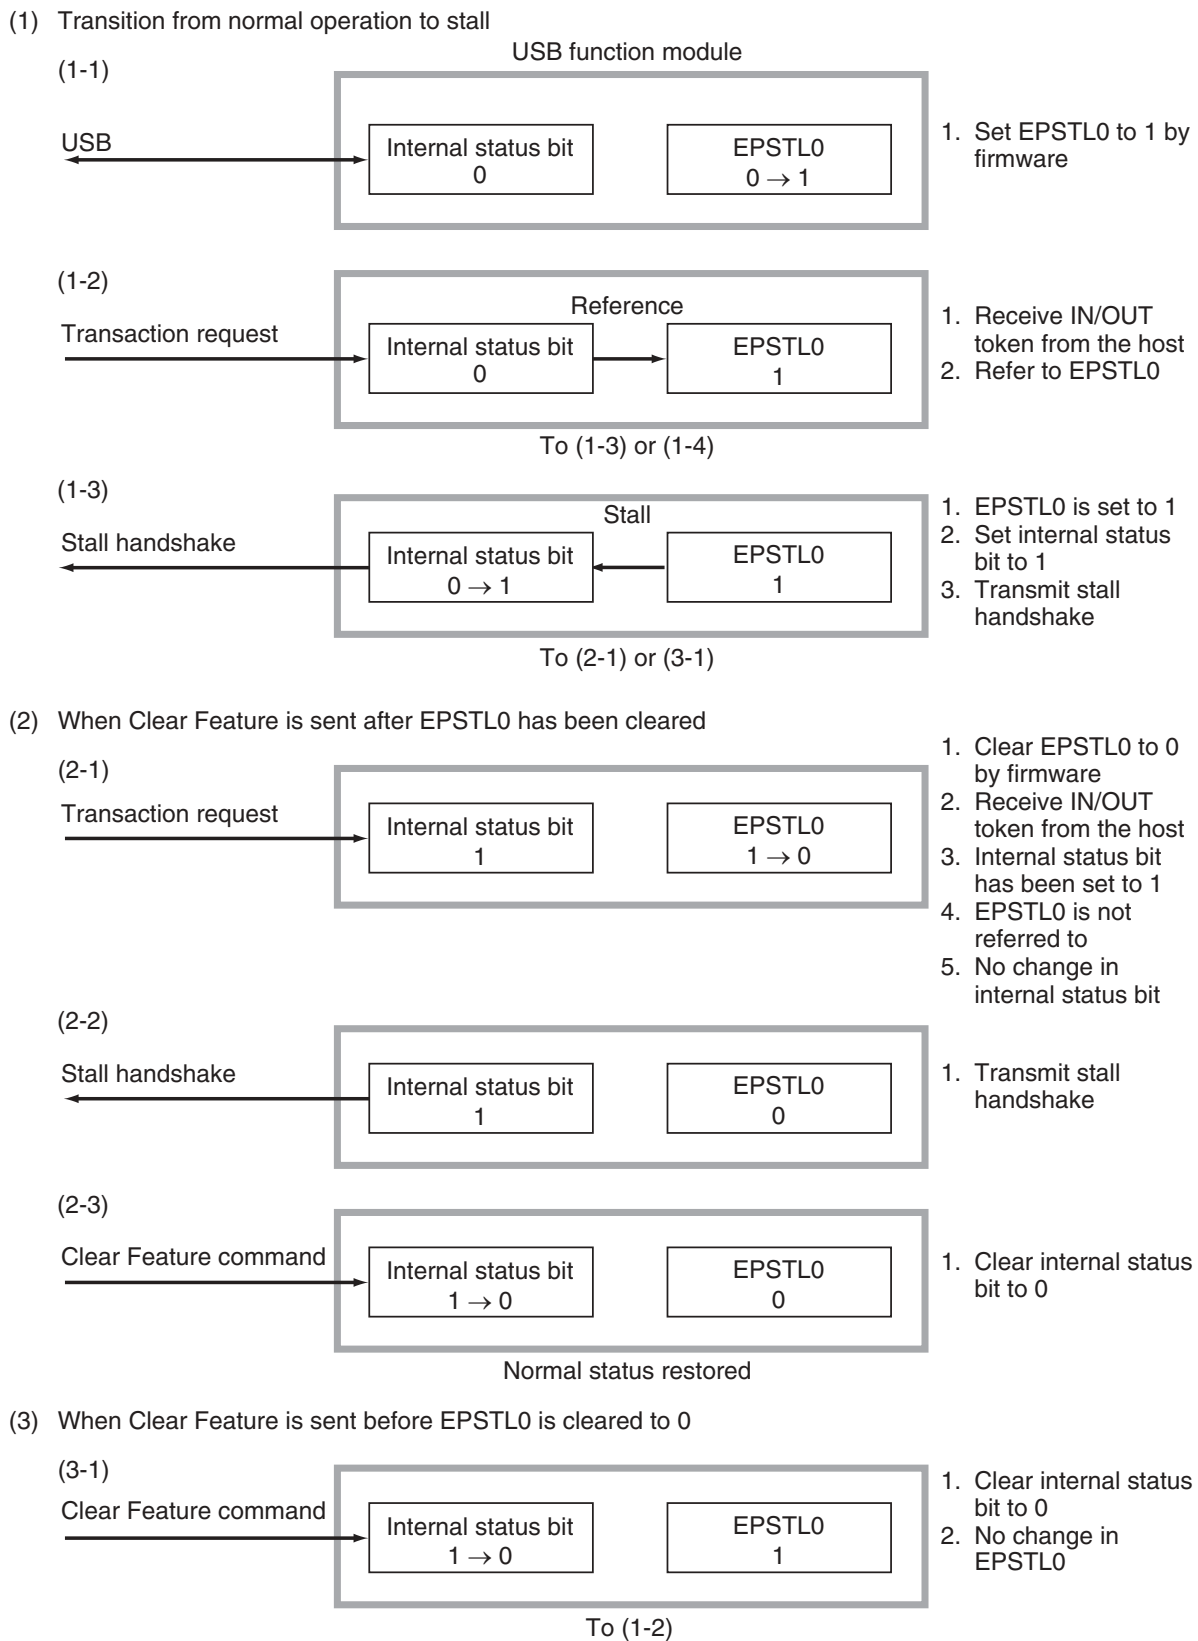 (1) Transition from normal operation to stall
USB function module
(1-1)
USB
Internal status bit
0
EPSTL0
0 → 1
1. Set EPSTL0 to 1 by
firmware
(1-2)
Transaction request
Reference
Internal status bit
0
EPSTL0
1
1. Receive IN/OUT
token from the host
2. Refer to EPSTL0
To (1-3) or (1-4)
(1-3)
Stall handshake
Stall
Internal status bit
0 → 1
EPSTL0
1
1. EPSTL0 is set to 1
2. Set internal status
bit to 1
3. Transmit stall
handshake
To (2-1) or (3-1)
(2) When Clear Feature is sent after EPSTL0 has been cleared
(2-1)
Transaction request
Internal status bit
1
EPSTL0
1 → 0
1. Clear EPSTL0 to 0
by firmware
2. Receive IN/OUT
token from the host
3. Internal status bit
has been set to 1
4. EPSTL0 is not
referred to
5. No change in
internal status bit
(2-2)
Stall handshake
Internal status bit
1
EPSTL0
0
1. Transmit stall
handshake
(2-3)
Clear Feature command
Internal status bit
1 → 0
EPSTL0
0
1. Clear internal status
bit to 0
Normal status restored
(3) When Clear Feature is sent before EPSTL0 is cleared to 0
(3-1)
Clear Feature command
Internal status bit
1 → 0
EPSTL0
1
1. Clear internal status
bit to 0
2. No change in
EPSTL0
To (1-2)